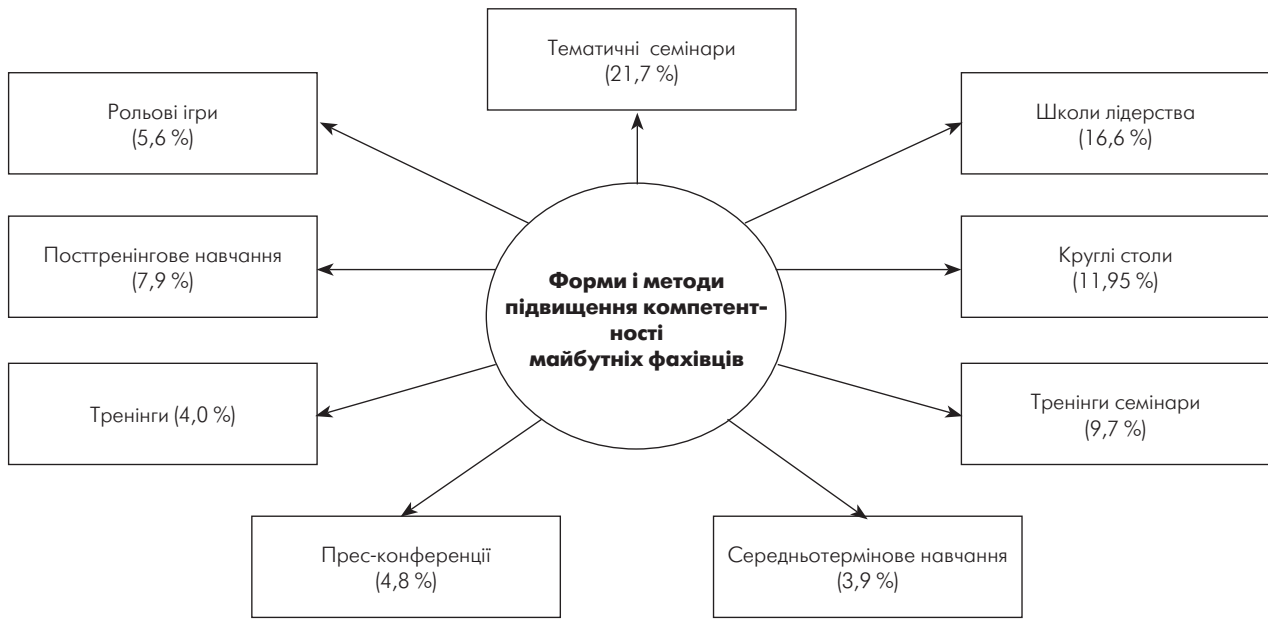 Тематичні семінари
(21,7 %)
Рольові ігри
(5,6 %)
Школи лідерства
(16,6 %)
Посттренінгове навчання
(7,9 %)
Круглі столи
(11,95 %)
Форми і методи
підвищення компетент-
ності
майбутніх фахівців
Тренінги (4,0 %)
Тренінги семінари
(9,7 %)
Прес-конференції
(4,8 %)
Середньотермінове навчання
(3,9 %)